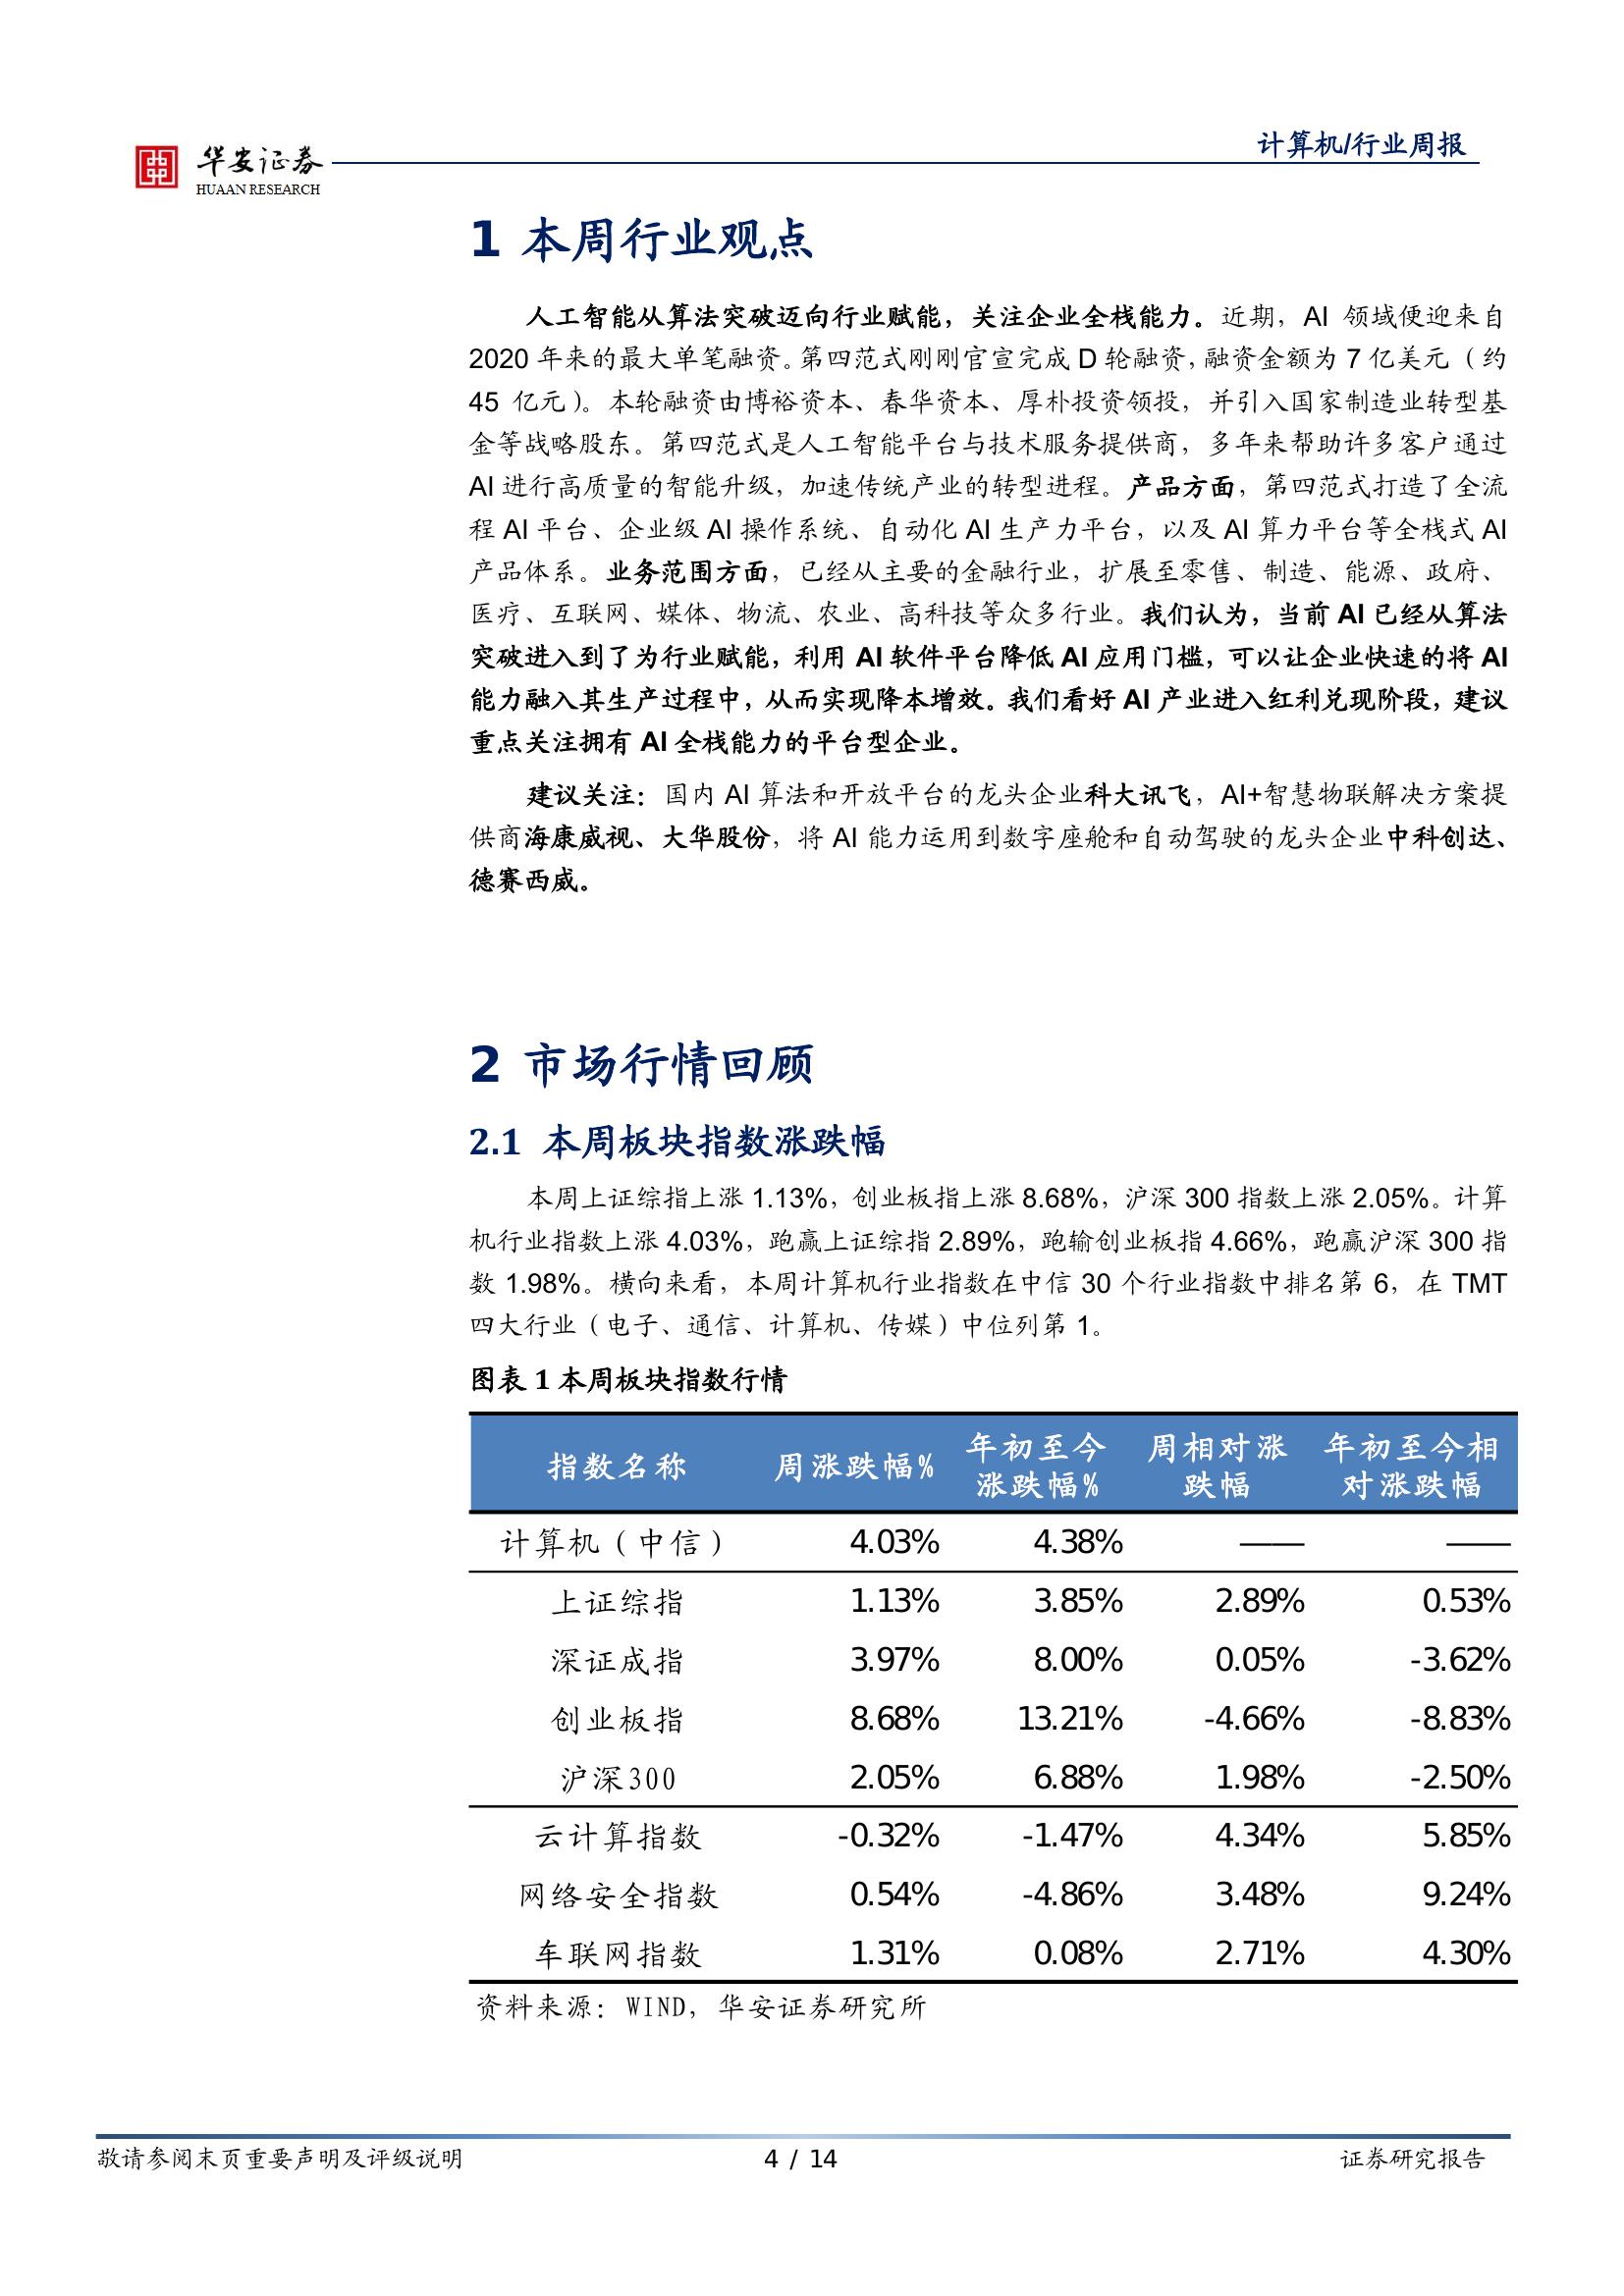 华安证券
HUAAN RESEARCH
计算机/行业周报
1 本周行业观点
人工智能从算法突破迈向行业赋能，关注企业全栈能力。近期，AI 领域便迎来自
2020 年来的最大单笔融资。第四范式刚刚官宣完成 D 轮融资，融资金额为 7 亿美元（约
45 亿元）。本轮融资由博裕资本、春华资本、厚朴投资领投，并引入国家制造业转型基
金等战略股东。第四范式是人工智能平台与技术服务提供商，多年来帮助许多客户通过
AI 进行高质量的智能升级，加速传统产业的转型进程。产品方面，第四范式打造了全流
程 AI 平台、企业级 AI 操作系统、自动化 AI 生产力平台，以及 AI 算力平台等全栈式 AI
产品体系。业务范围方面，已经从主要的金融行业，扩展至零售、制造、能源、政府、
医疗、互联网、媒体、物流、农业、高科技等众多行业。我们认为，当前 AI 已经从算法
突破进入到了为行业赋能，利用 AI 软件平台降低 AI 应用门槛，可以让企业快速的将 AI
能力融入其生产过程中，从而实现降本增效。我们看好 AI 产业进入红利兑现阶段，建议
重点关注拥有 AI 全栈能力的平台型企业。
建议关注：国内 AI 算法和开放平台的龙头企业科大讯飞，AI+智慧物联解决方案提
供商海康威视、大华股份，将 AI 能力运用到数字座舱和自动驾驶的龙头企业中科创达、
德赛西威。
2 市场行情回顾
2.1 本周板块指数涨跌幅
本周上证综指上涨 1.13%，创业板指上涨 8.68%，沪深 300 指数上涨 2.05%。计算
机行业指数上涨 4.03%，跑赢上证综指 2.89%，跑输创业板指 4.66%，跑赢沪深 300 指
数 1.98%。横向来看，本周计算机行业指数在中信 30 个行业指数中排名第 6，在 TMT
四大行业（电子、通信、计算机、传媒）中位列第 1。
图表 1 本周板块指数行情
指数名称 周涨跌幅% 年初至今涨跌幅% 周相对涨跌幅 年初至今相对涨跌幅
计算机（中信） 4.03% 4.38% —— ——
上证综指 1.13% 3.85% 2.89% 0.53%
深证成指 3.97% 8.00% 0.05% -3.62%
创业板指 8.68% 13.21% -4.66% -8.83%
沪深300 2.05% 6.88% 1.98% -2.50%
云计算指数 -0.32% -1.47% 4.34% 5.85%
网络安全指数 0.54% -4.86% 3.48% 9.24%
车联网指数 1.31% 0.08% 2.71% 4.30%
资料来源：WIND，华安证券研究所
敬请参阅末页重要声明及评级说明 4 / 14 证券研究报告